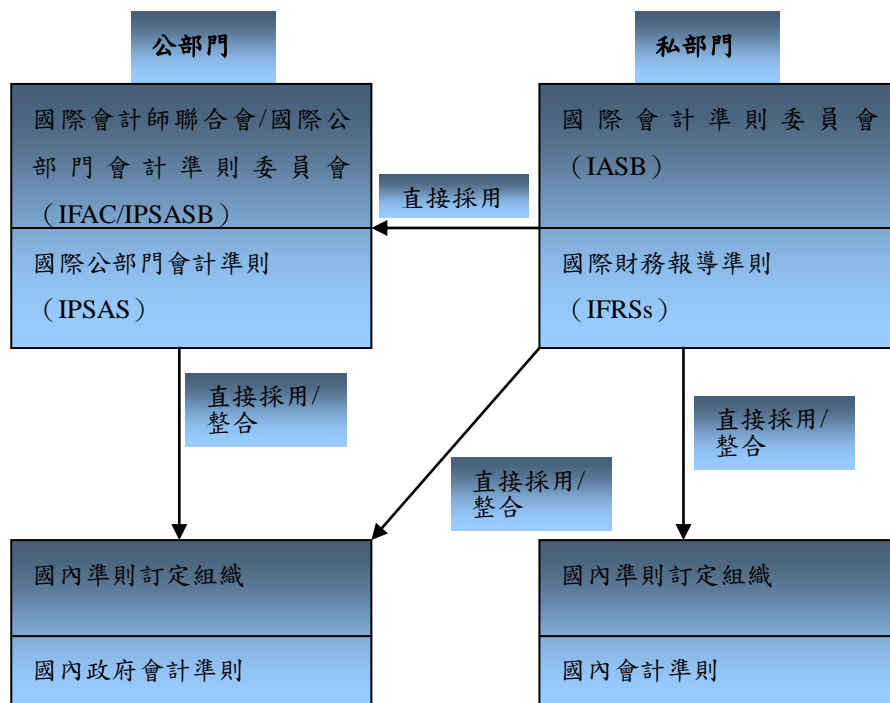 公部門
私部門
國際會計師聯合會/國際公
部門會計準則委員會
（IFAC/IPSASB）
國際會計準則委員會
（IASB）
直接採用
國際公部門會計準則
（IPSAS）
國際財務報導準則
（IFRSs）
直接採用/
整合
直接採用/
整合
直接採用/
整合
國內準則訂定組織
國內政府會計準則
國內準則訂定組織
國內會計準則